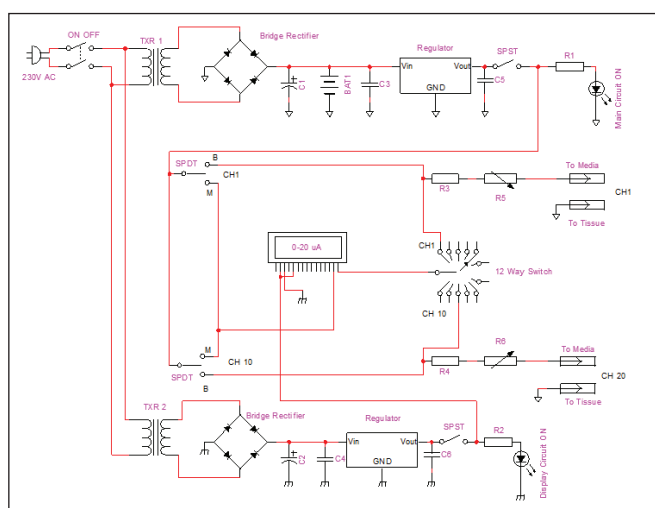 ON OFF
TXR 1
Bridge Rectifier
Regulator
SPST
R1
Vin
Vout
GND
230V AC
C1
BAT1
C3
C5
Main Circuit ON
B
SPDT
CH1
M
R3
R5
To Media
CH1
To Tissue
0-20 uA
CH1
12 Way Switch
CH 10
M
CH 10
SPDT
B
R4
R6
To Media
CH 20
To Tissue
TXR 2
Bridge Rectifier
Regulator
SPST
R2
Vin
Vout
GND
C2
C4
C6
Display Circuit ON